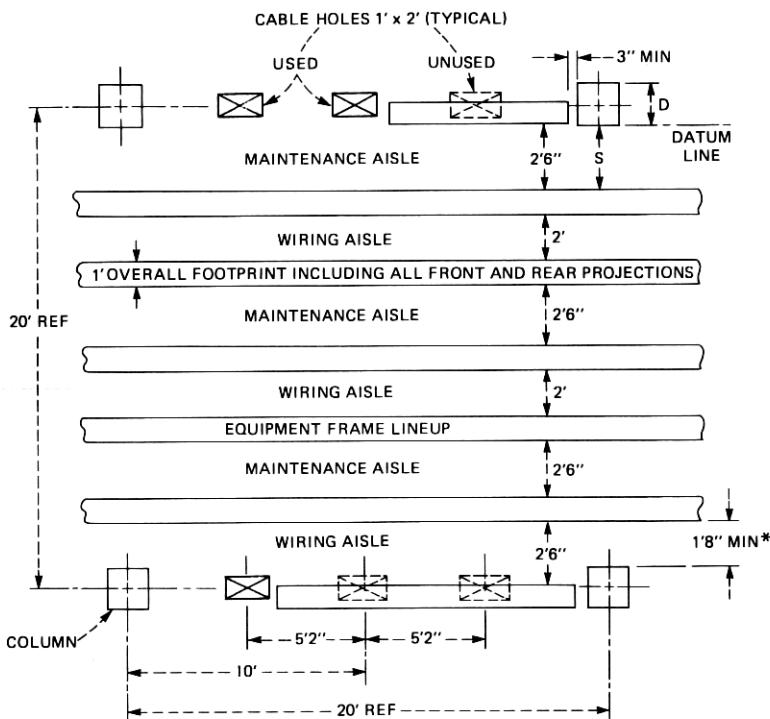 CABLE HOLES 1' x 2' (TYPICAL)
3" MIN
USED
UNUSED
D
DATUM
LINE
MAINTENANCE AISLE
2'6"
S
WIRING AISLE
2'
1' OVERALL FOOTPRINT INCLUDING ALL FRONT AND REAR PROJECTIONS
20' REF
MAINTENANCE AISLE
2'6"
WIRING AISLE
2'
EQUIPMENT FRAME LINEUP
MAINTENANCE AISLE
2'6"
WIRING AISLE
2'6"
1'8" MIN*
COLUMN
5'2"
5'2"
10'
20' REF